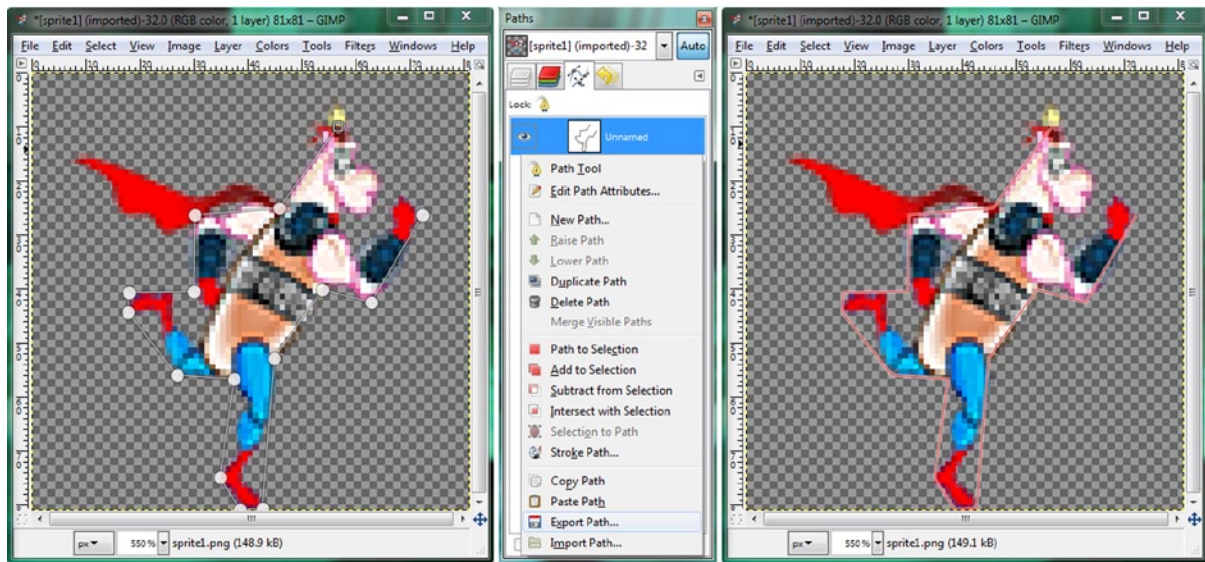 *[sprite1] (imported)-32.0 (RGB color, 1 layer) 81x81 – GIMP
File Edit Select View Image Layer Colors Tools Filters Windows Help
px 550 % sprite1.png (148.9 kB)
Paths
[sprite1] (imported)-32 Auto
Lock:
Unnamed
Path Tool
Edit Path Attributes...
New Path...
Raise Path
Lower Path
Duplicate Path
Delete Path
Merge Visible Paths
Path to Selection
Add to Selection
Subtract from Selection
Intersect with Selection
Selection to Path
Stroke Path...
Copy Path
Paste Path
Export Path...
Import Path...
*[sprite1] (imported)-32.0 (RGB color, 1 layer) 81x81 – GIMP
File Edit Select View Image Layer Colors Tools Filters Windows Help
px 550 % sprite1.png (149.1 kB)